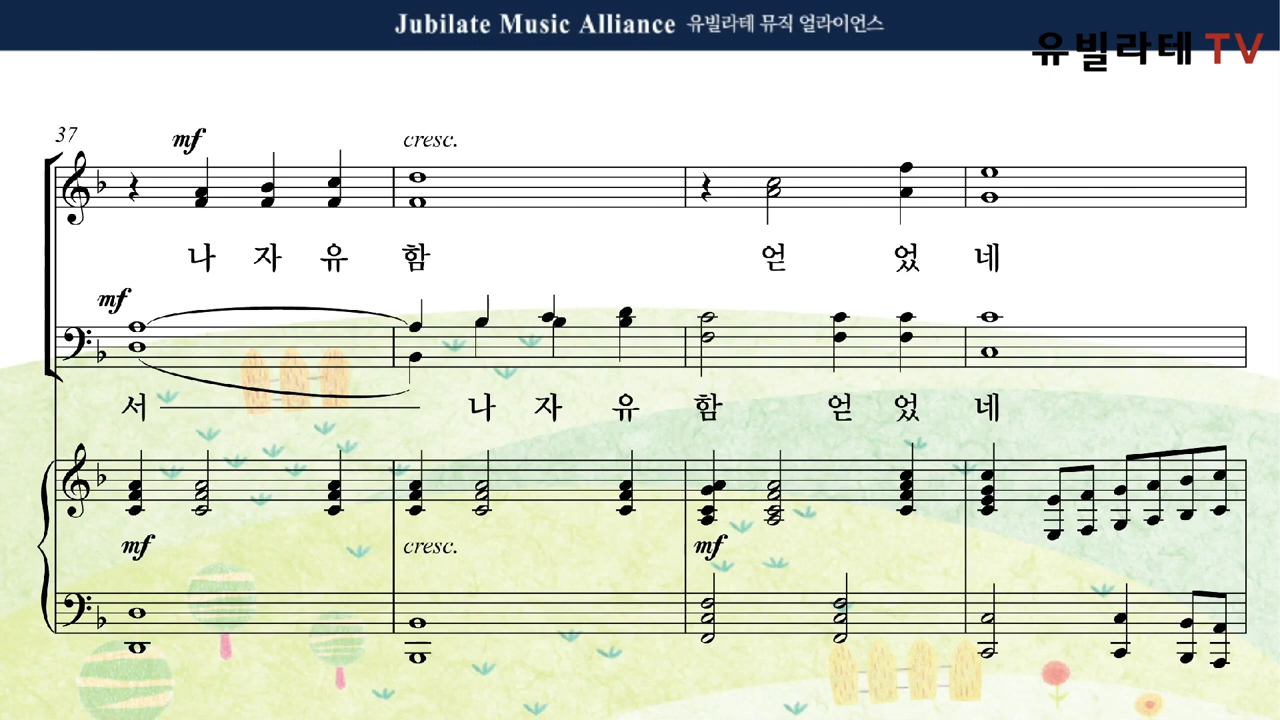 Jubilate Music Alliance 유빌라테 뮤직 얼라이언스
유빌라테 TV
37 mf cresc.
나 자 유 함 얻 었 네
mf
서 나 자 유 함 얻 었 네
mf cresc. mf